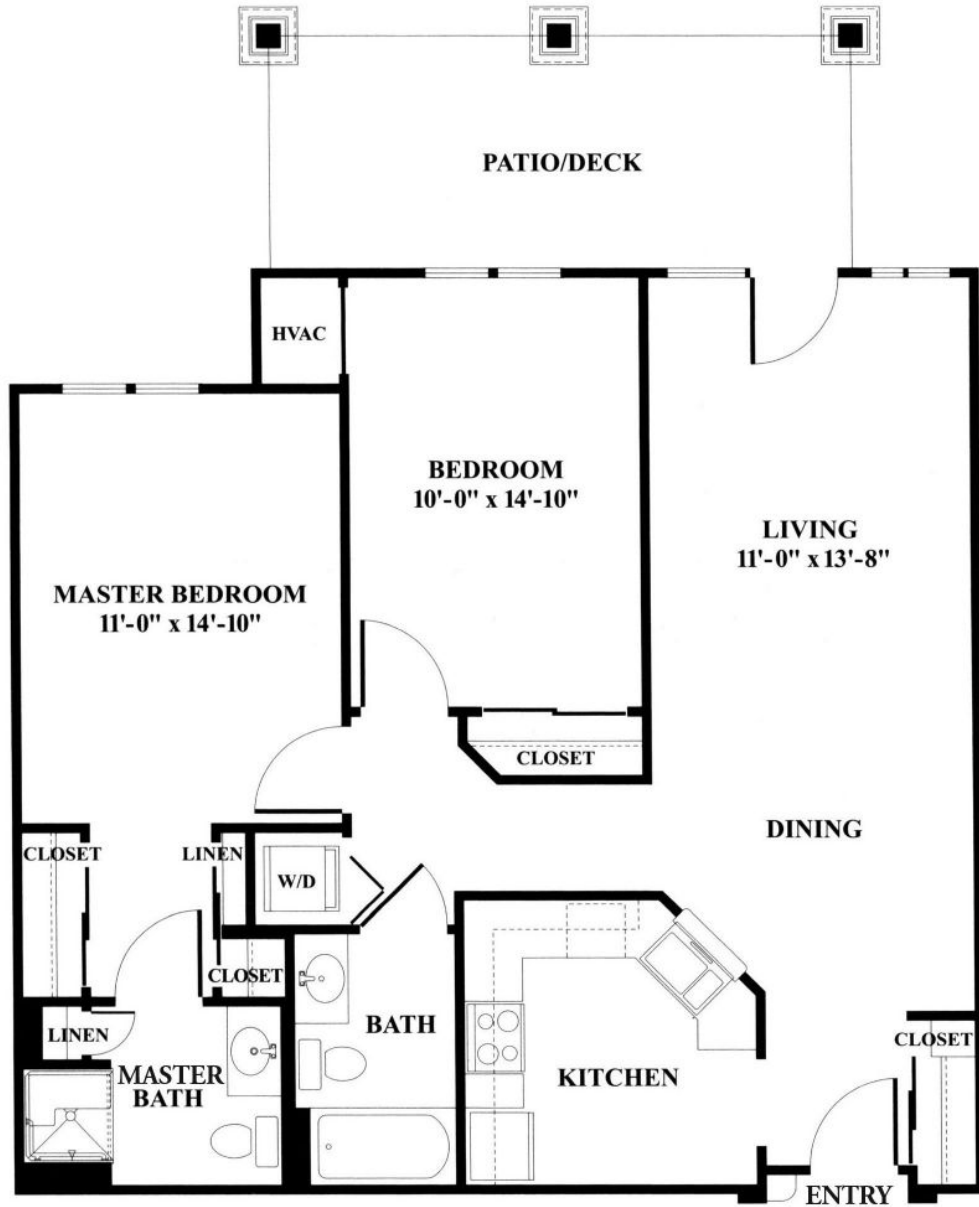 PATIO/DECK
HVAC
BEDROOM
10'-0" x 14'-10"
LIVING
11'-0" x 13'-8"
MASTER BEDROOM
11'-0" x 14'-10"
CLOSET
DINING
CLOSET
LINEN
W/D
CLOSET
BATH
LINEN
MASTER
BATH
KITCHEN
CLOSET
ENTRY